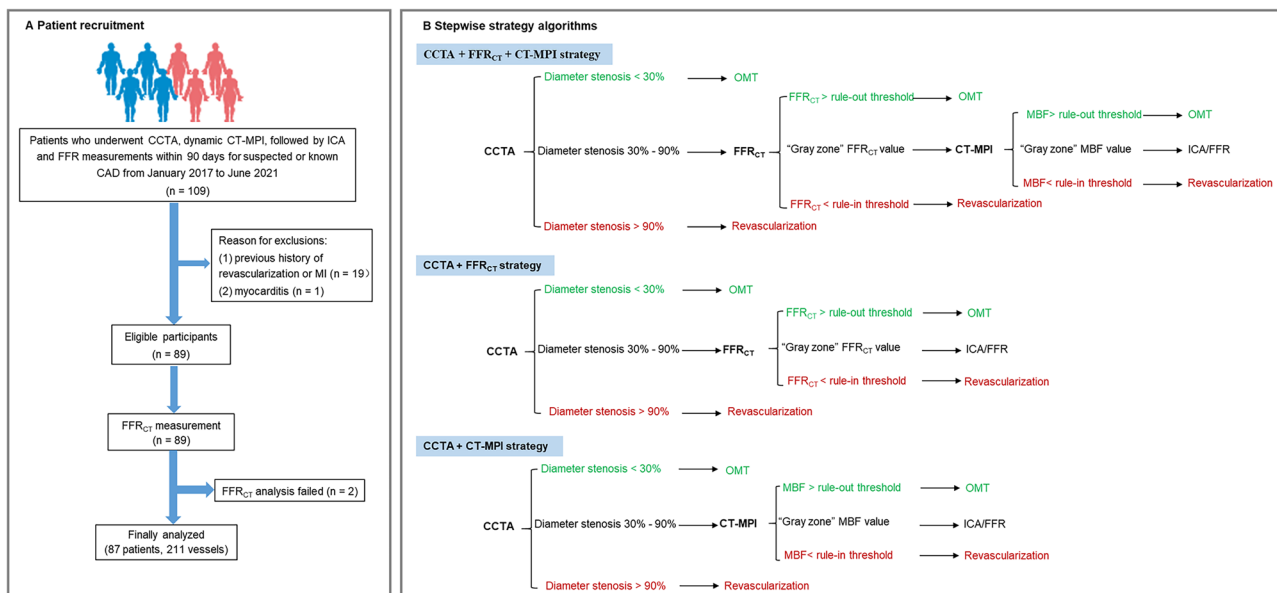 A Patient recruitment
Patients who underwent CCTA, dynamic CT-MPI, followed by ICA
and FFR measurements within 90 days for suspected or known
CAD from January 2017 to June 2021
(n = 109)
Reason for exclusions:
(1) previous history of
revascularization or MI (n = 19)
(2) myocarditis (n = 1)
Eligible participants
(n = 89)
FFRCT measurement
(n = 89)
FFRCT analysis failed (n = 2)
Finally analyzed
(87 patients, 211 vessels)
B Stepwise strategy algorithms
CCTA + FFRCT + CT-MPI strategy
Diameter stenosis < 30% OMT
FFRCT > rule-out threshold OMT
MBF> rule-out threshold OMT
CCTA Diameter stenosis 30% - 90% FFRCT "Gray zone" FFRCT value CT-MPI "Gray zone" MBF value ICA/FFR
MBF< rule-in threshold Revascularization
FFRCT < rule-in threshold Revascularization
Diameter stenosis > 90% Revascularization
CCTA + FFRCT strategy
Diameter stenosis < 30% OMT
FFRCT > rule-out threshold OMT
CCTA Diameter stenosis 30% - 90% FFRCT "Gray zone" FFRCT value ICA/FFR
FFRCT < rule-in threshold Revascularization
Diameter stenosis > 90% Revascularization
CCTA + CT-MPI strategy
Diameter stenosis < 30% OMT
MBF > rule-out threshold OMT
CCTA Diameter stenosis 30% - 90% CT-MPI "Gray zone" MBF value ICA/FFR
MBF< rule-in threshold Revascularization
Diameter stenosis > 90% Revascularization